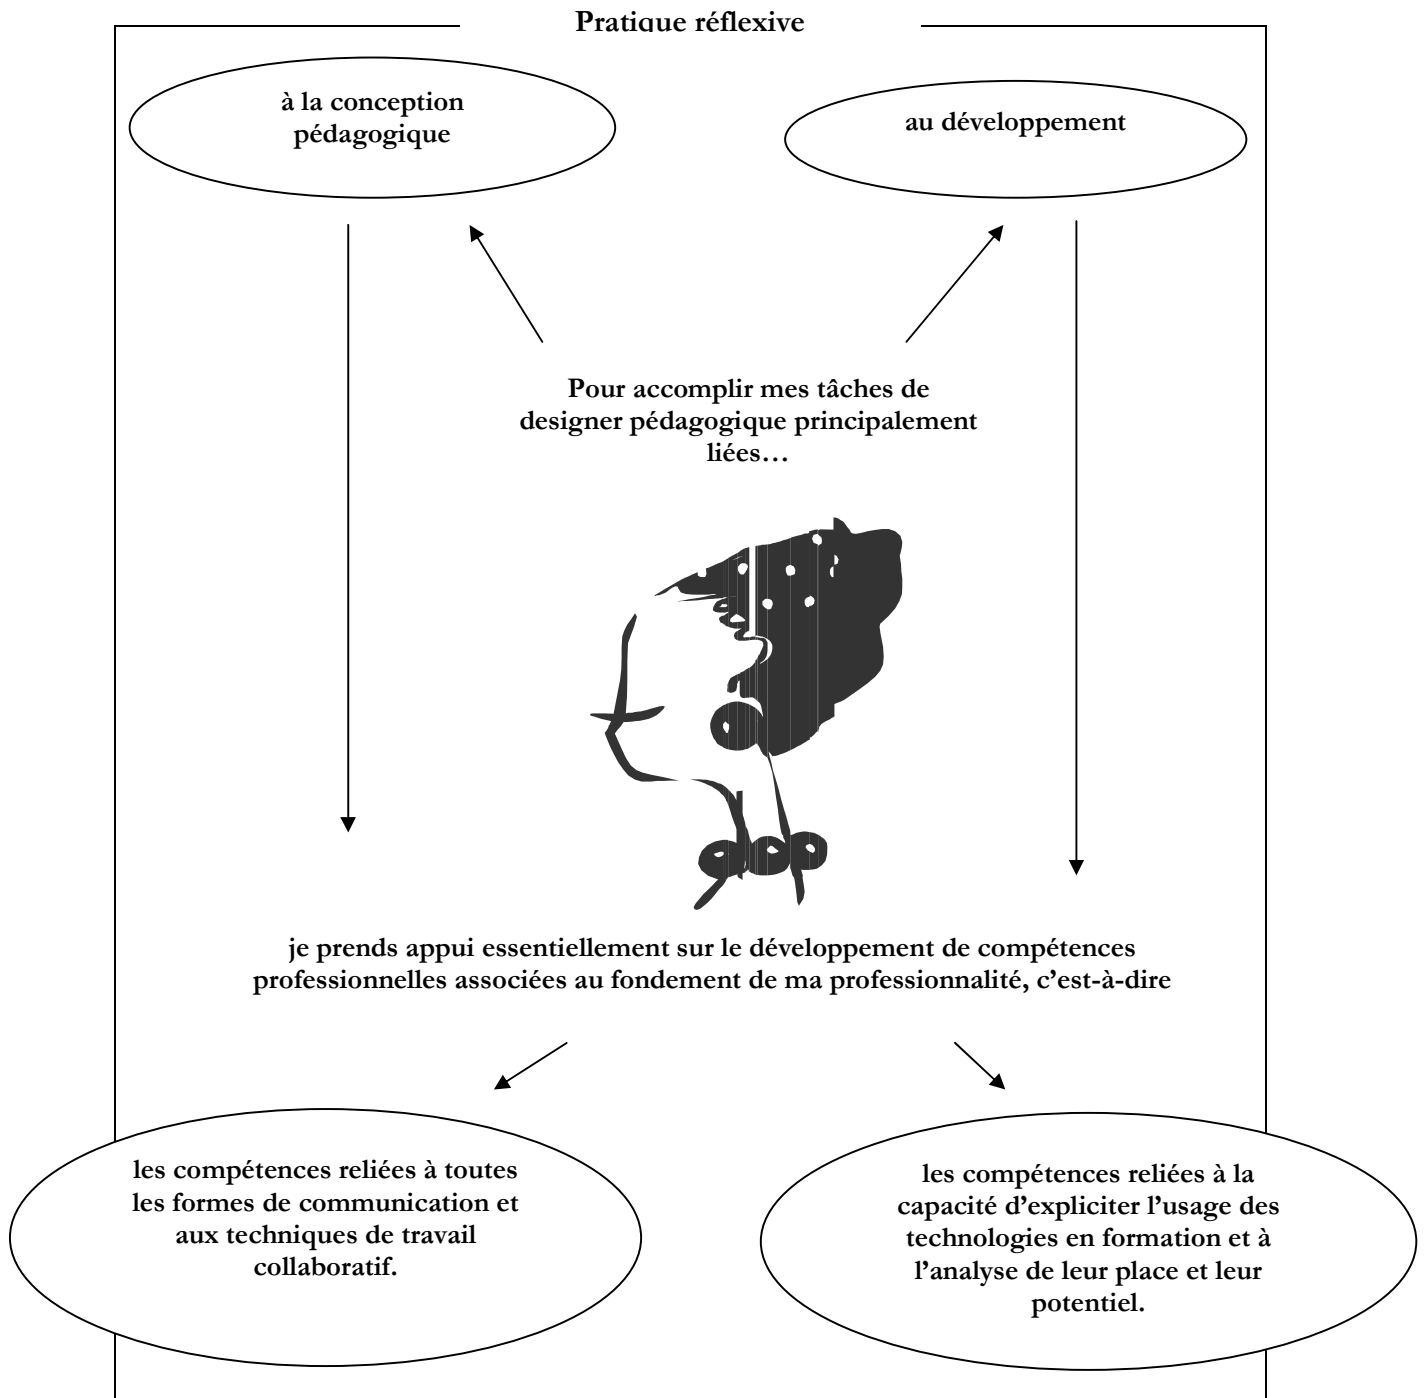 Pratique réflexive
à la conception
pédagogique
au développement
Pour accomplir mes tâches de
designer pédagogique principalement
liées…
je prends appui essentiellement sur le développement de compétences
professionnelles associées au fondement de ma professionnalité, c’est-à-dire
les compétences reliées à toutes
les formes de communication et
aux techniques de travail
collaboratif.
les compétences reliées à la
capacité d’expliciter l’usage des
technologies en formation et à
l’analyse de leur place et leur
potentiel.